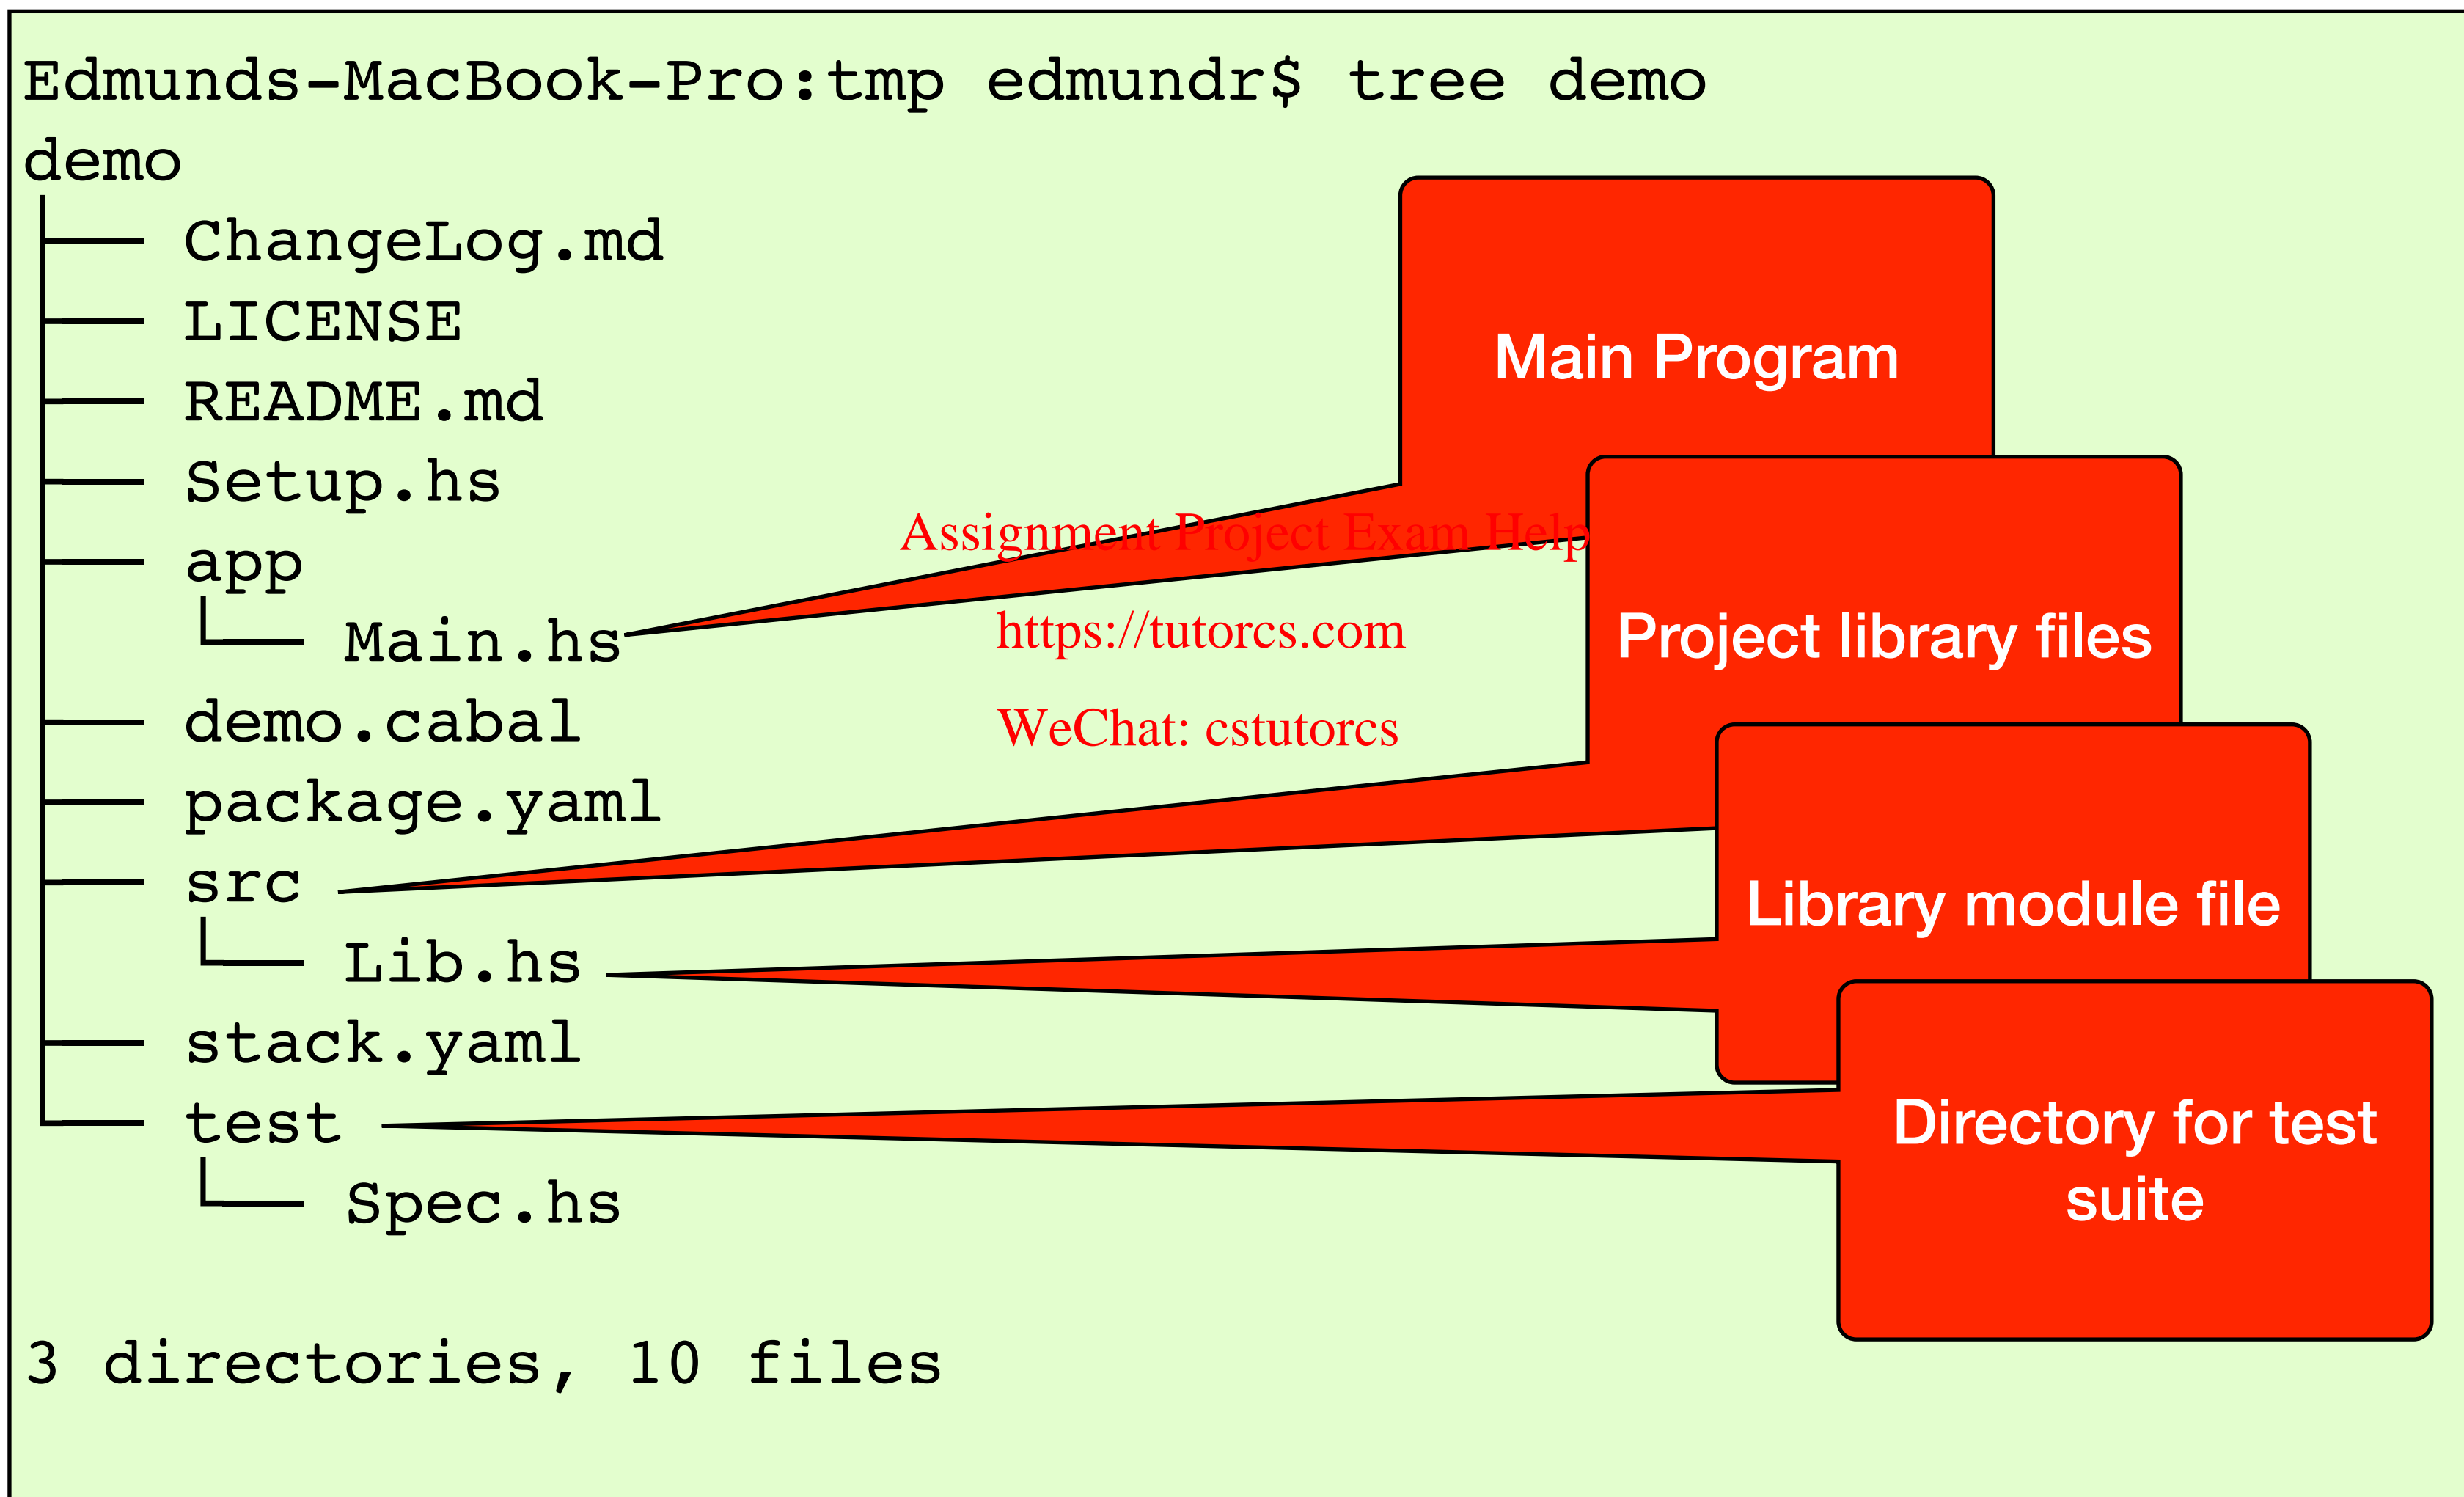 Edmunds-MacBook-Pro:tmp edmundr$ tree demo
demo
├── ChangeLog.md
├── LICENSE
├── README.md
├── Setup.hs
├── app
│   └── Main.hs
├── demo.cabal
├── package.yaml
├── src
│   └── Lib.hs
├── stack.yaml
└── test
    └── Spec.hs
3 directories, 10 files
Main Program
Assignment Project Exam Help
https://tutorcs.com
WeChat: cstutorcs
Project library files
Library module file
Directory for test
suite